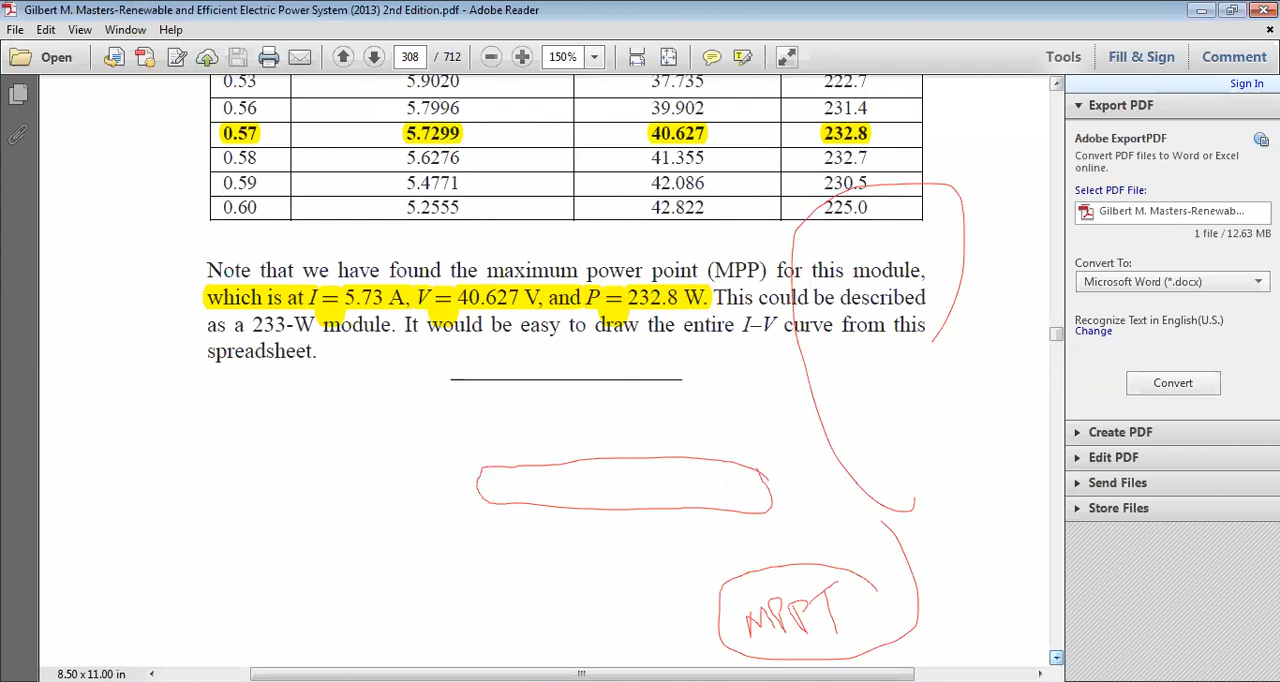 Gilbert M. Masters-Renewable and Efficient Electric Power System (2013) 2nd Edition.pdf - Adobe Reader
File Edit View Window Help
Open 308 / 712 150% Tools Fill & Sign Comment
Sign In
0.53 5.9020 37.735 222.7
0.56 5.7996 39.902 231.4
0.57 5.7299 40.627 232.8
0.58 5.6276 41.355 232.7
0.59 5.4771 42.086 230.5
0.60 5.2555 42.822 225.0
Note that we have found the maximum power point (MPP) for this module,
which is at I = 5.73 A, V = 40.627 V, and P = 232.8 W. This could be described
as a 233-W module. It would be easy to draw the entire I–V curve from this
spreadsheet.
MPPT
8.50 x 11.00 in
Export PDF
Adobe ExportPDF
Convert PDF files to Word or Excel
online.
Select PDF File:
Gilbert M. Masters-Renewab...
1 file / 12.63 MB
Convert To:
Microsoft Word (*.docx)
Recognize Text in English(U.S.)
Change
Convert
Create PDF
Edit PDF
Send Files
Store Files